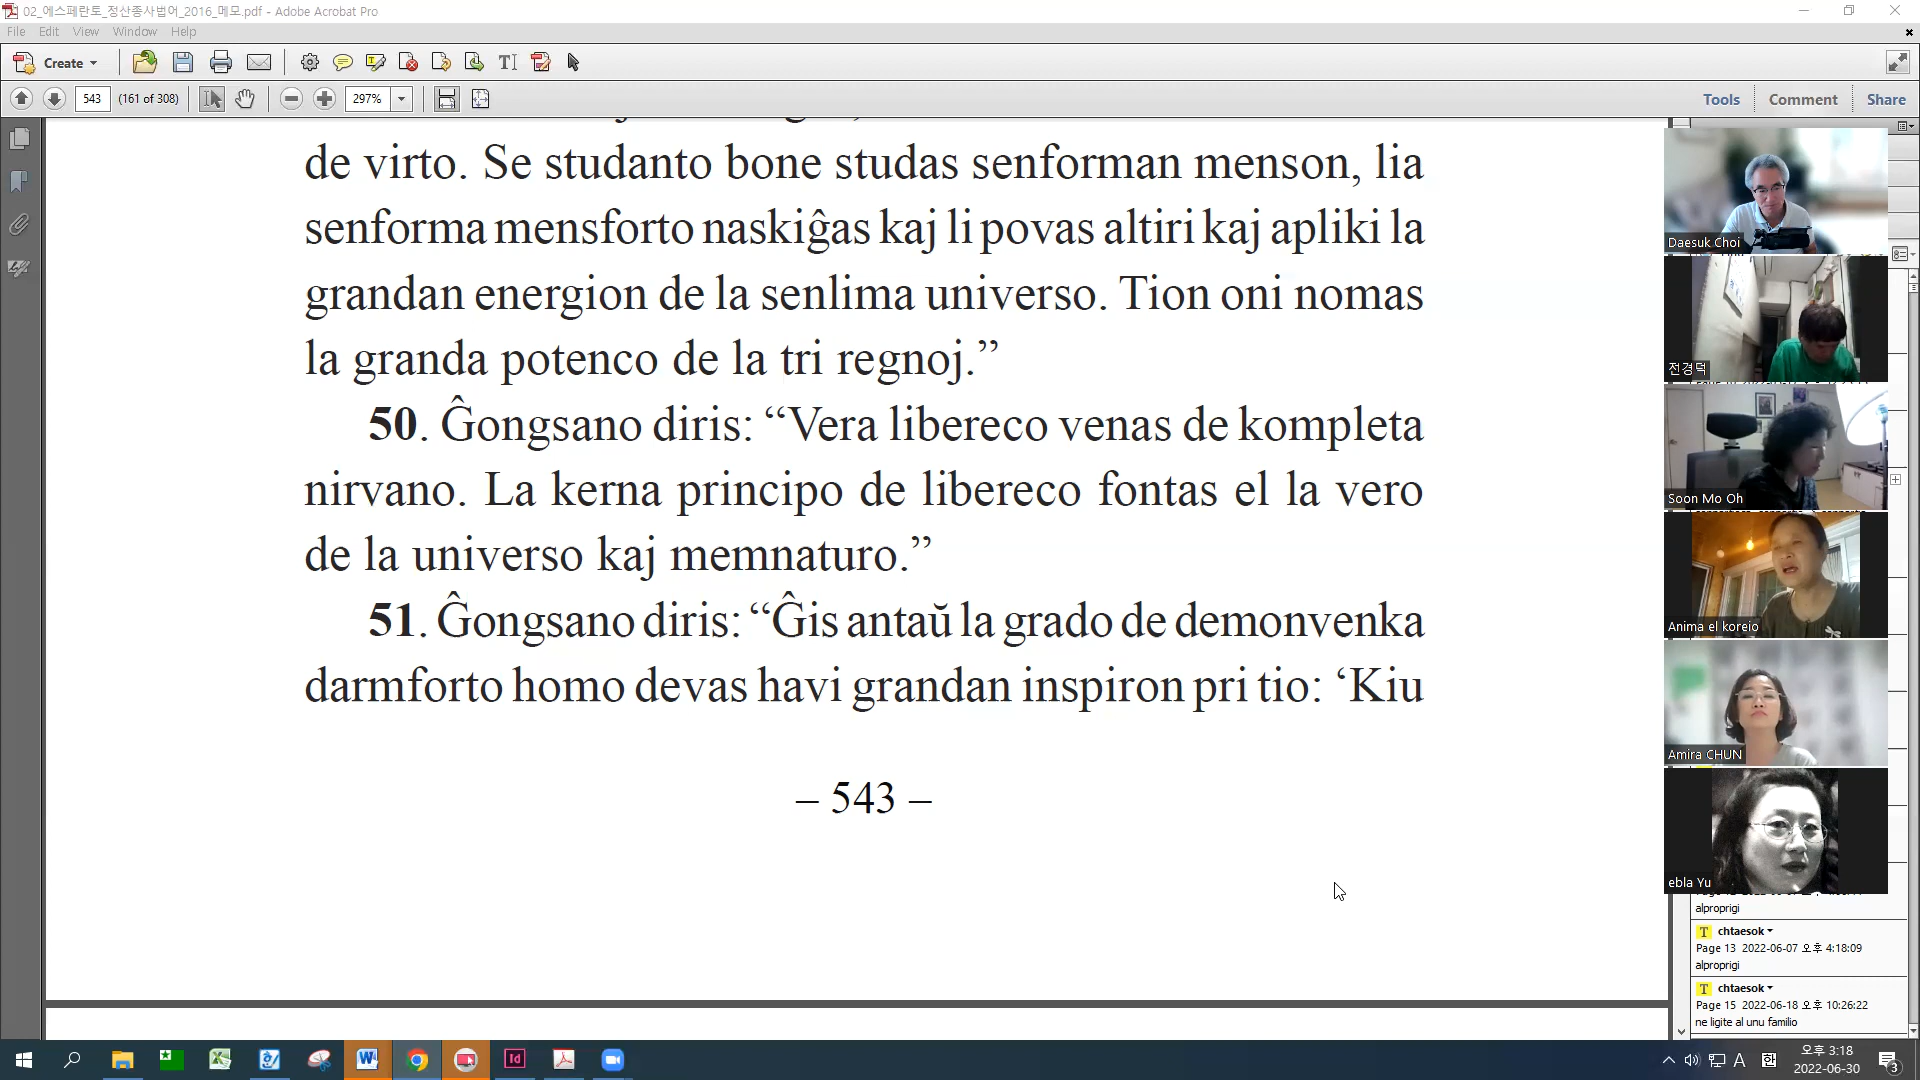 02_에스페란토_정산종사법어_2016_메모.pdf - Adobe Acrobat Pro
File Edit View Window Help
Create
543 (161 of 308) 297% Tools Comment Share
de virto. Se studanto bone studas senforman menson, lia
senforma mensforto naskiĝas kaj li povas altiri kaj apliki la
grandan energion de la senlima universo. Tion oni nomas
la granda potenco de la tri regnoj.”
50. Ĝongsano diris: “Vera libereco venas de kompleta
nirvano. La kerna principo de libereco fontas el la vero
de la universo kaj memnaturo.”
51. Ĝongsano diris: “Ĝis antaŭ la grado de demonvenka
darmforto homo devas havi grandan inspiron pri tio: ‘Kiu
– 543 –
Daesuk Choi
전경덕
Soon Mo Oh
Anima el koreio
Amira CHUN
ebla Yu
alproprigi
chtaesok
Page 13 2022-06-07 오후 4:18:09
alproprigi
chtaesok
Page 15 2022-06-18 오후 10:26:22
ne ligite al unu familio
A 한 오후 3:18
2022-06-30
3